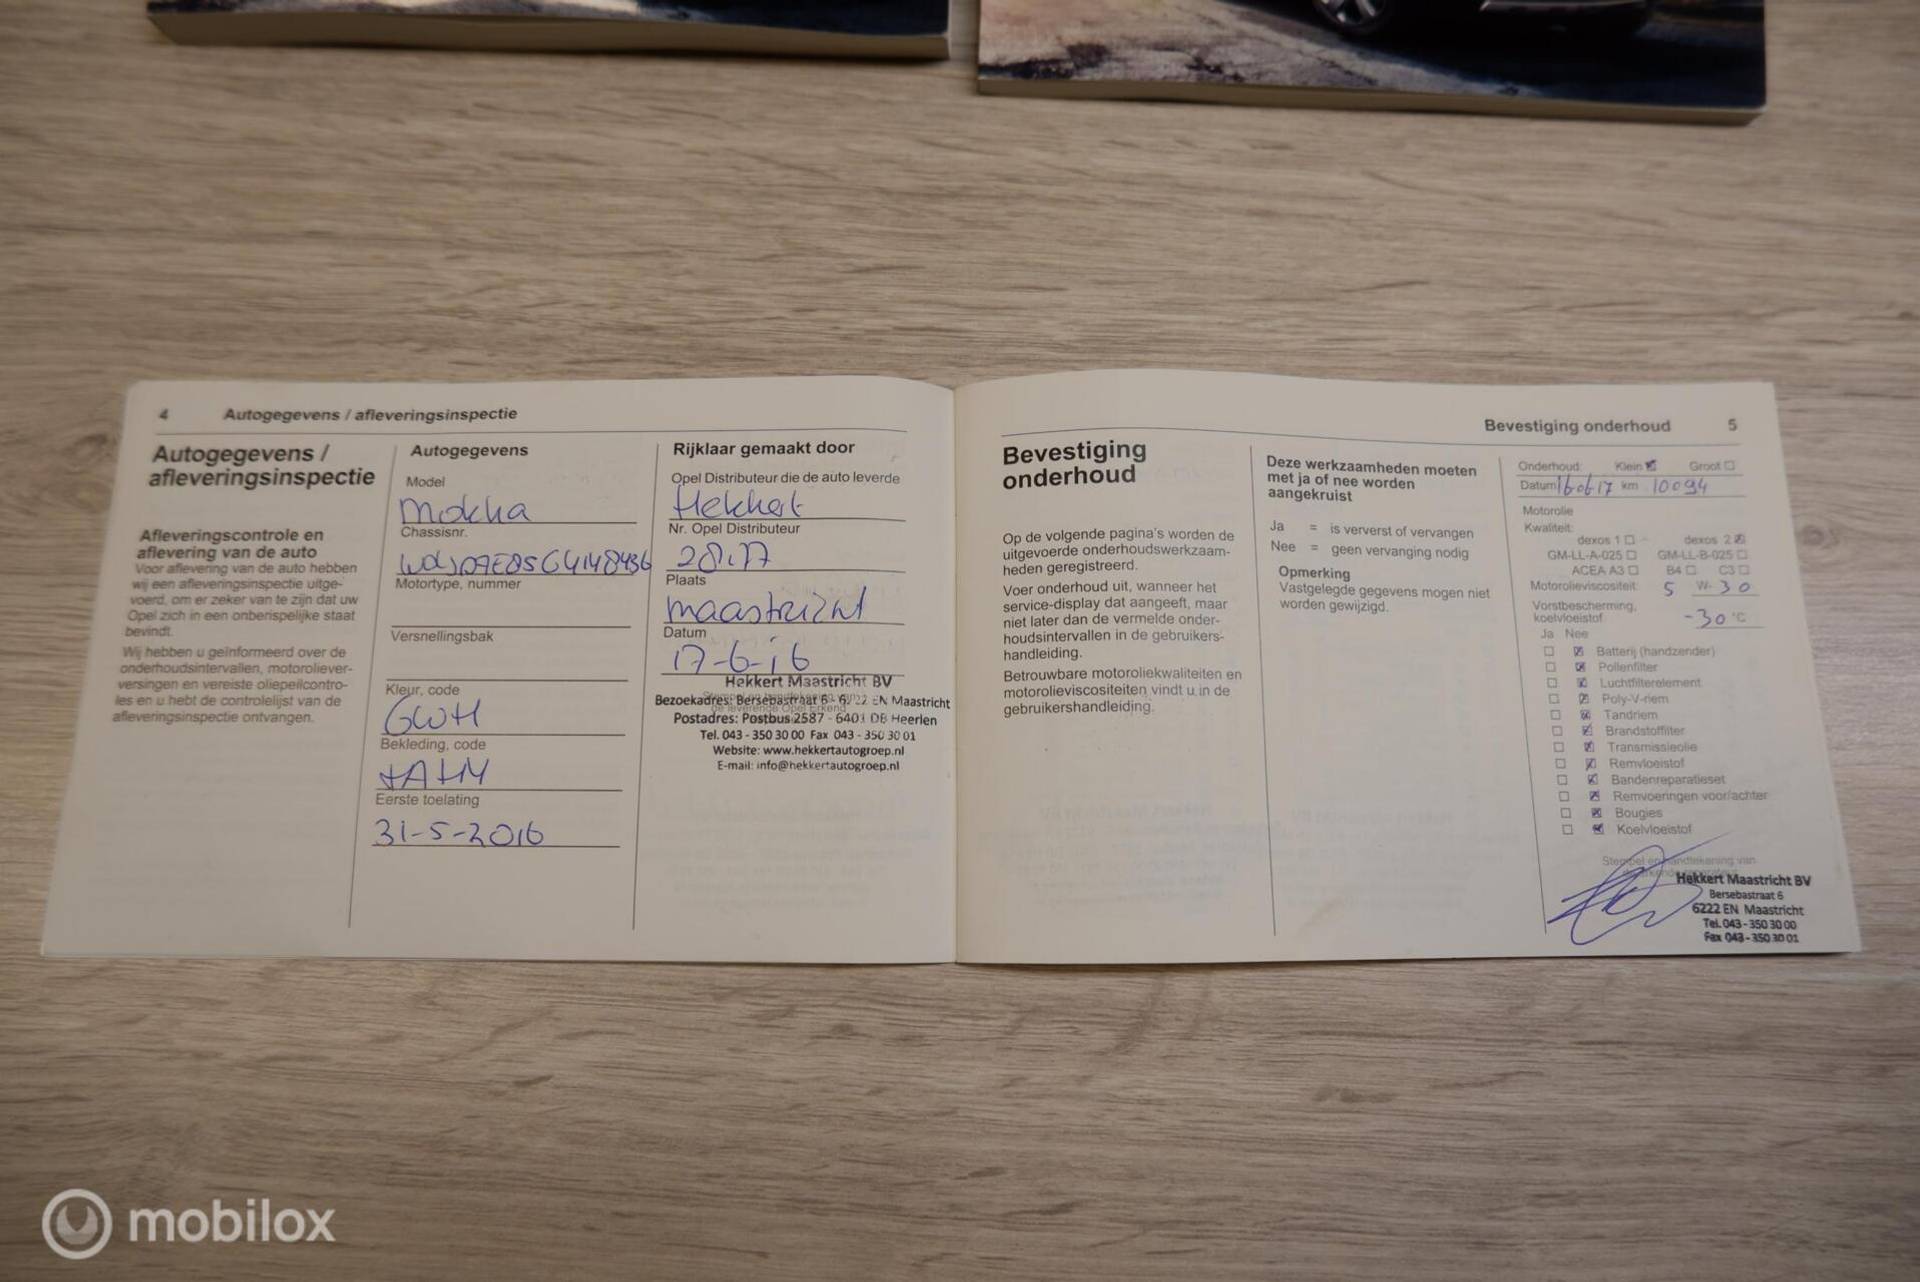 4 Autogegevens / afleveringsinspectie
Autogegevens /
afleveringsinspectie
Afleveringscontrole en
aflevering van de auto
Voor aflevering van de auto hebben
wij een afleveringsinspectie uitge-
voerd, om er zeker van te zijn dat uw
Opel zich in een onberispelijke staat
bevindt.
Wij hebben u geïnformeerd over de
onderhoudsintervallen, motoroliever-
versingen en vereiste oliepeilcontro-
les en u hebt de controlelijst van de
afleveringsinspectie ontvangen.
Autogegevens
Model
Mokka
Chassisnr.
Motortype, nummer
Versnellingsbak
Kleur, code
GWH
Bekleding, code
Eerste toelating
31-5-2016
Rijklaar gemaakt door
Opel Distributeur die de auto leverde
Hekkert
Nr. Opel Distributeur
Plaats
Maastricht
Datum
17-6-16
Hekkert Maastricht BV
Bezoekadres: Bersebastraat 6 - 6222 EN Maastricht
Postadres: Postbus 2587 - 6401 DB Heerlen
Tel. 043 - 350 30 00 Fax 043 - 350 30 01
Website: www.hekkertautogroep.nl
E-mail: info@hekkertautogroep.nl
Bevestiging onderhoud 5
Bevestiging
onderhoud
Op de volgende pagina's worden de
uitgevoerde onderhoudswerkzaam-
heden geregistreerd.
Voer onderhoud uit, wanneer het
service-display dat aangeeft, maar
niet later dan de vermelde onder-
houdsintervallen in de gebruikers-
handleiding.
Betrouwbare motoroliekwaliteiten en
motorolieviscositeiten vindt u in de
gebruikershandleiding.
Deze werkzaamheden moeten
met ja of nee worden
aangekruist
Ja = is ververst of vervangen
Nee = geen vervanging nodig
Opmerking
Vastgelegde gegevens mogen niet
worden gewijzigd.
Onderhoud: Klein Groot
Datum 160617 km 10094
Motorolie
Kwaliteit:
dexos 1 dexos 2
GM-LL-A-025 GM-LL-B-025
ACEA A3 B4 C3
Motorolieviscositeit: 5 W- 30
Vorstbescherming,
koelvloeistof -30 °C
Ja Nee
Batterij (handzender)
Pollenfilter
Luchtfilterelement
Poly-V-riem
Tandriem
Brandstoffilter
Transmissieolie
Remvloeistof
Bandenreparatieset
Remvoeringen voor/achter
Bougies
Koelvloeistof
Stempel en handtekening van
Hekkert Maastricht BV
Bersebastraat 6
6222 EN Maastricht
Tel. 043 - 350 30 00
Fax 043 - 350 30 01
mobilox